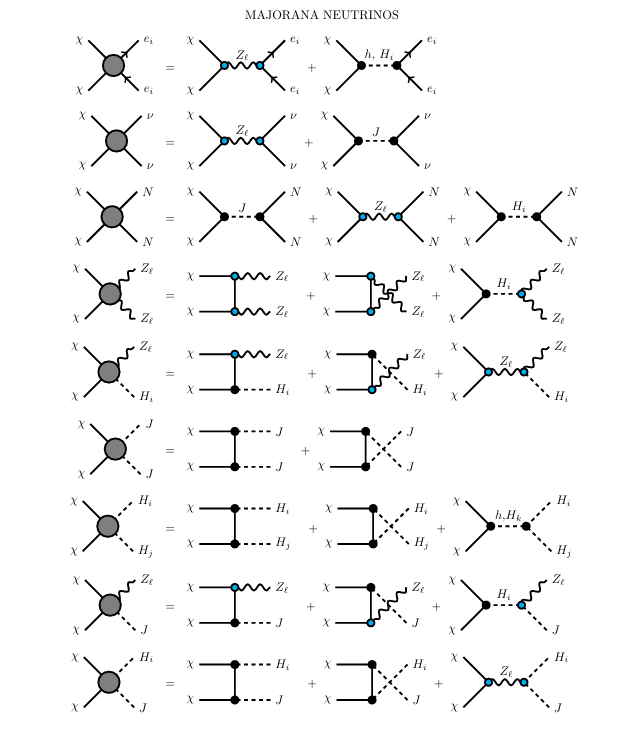 MAJORANA NEUTRINOS
χ e_i χ e_i = χ Z_ℓ e_i χ e_i + χ h, H_i e_i χ e_i
χ ν χ ν = χ Z_ℓ ν χ ν + χ J ν χ ν
χ N χ N = χ J N χ N + χ Z_ℓ N χ N + χ H_i N χ N
χ Z_ℓ χ Z_ℓ = χ Z_ℓ χ Z_ℓ + χ Z_ℓ χ Z_ℓ + χ H_i Z_ℓ χ Z_ℓ
χ Z_ℓ χ H_i = χ Z_ℓ χ H_i + χ Z_ℓ χ H_i + χ Z_ℓ Z_ℓ χ H_i
χ J χ J = χ J χ J + χ J χ J
χ H_i χ H_j = χ H_i χ H_j + χ H_i χ H_j + χ h,H_k H_i χ H_j
χ Z_ℓ χ J = χ Z_ℓ χ J + χ Z_ℓ χ J + χ H_i Z_ℓ χ J
χ H_i χ J = χ H_i χ J + χ H_i χ J + χ Z_ℓ H_i χ J